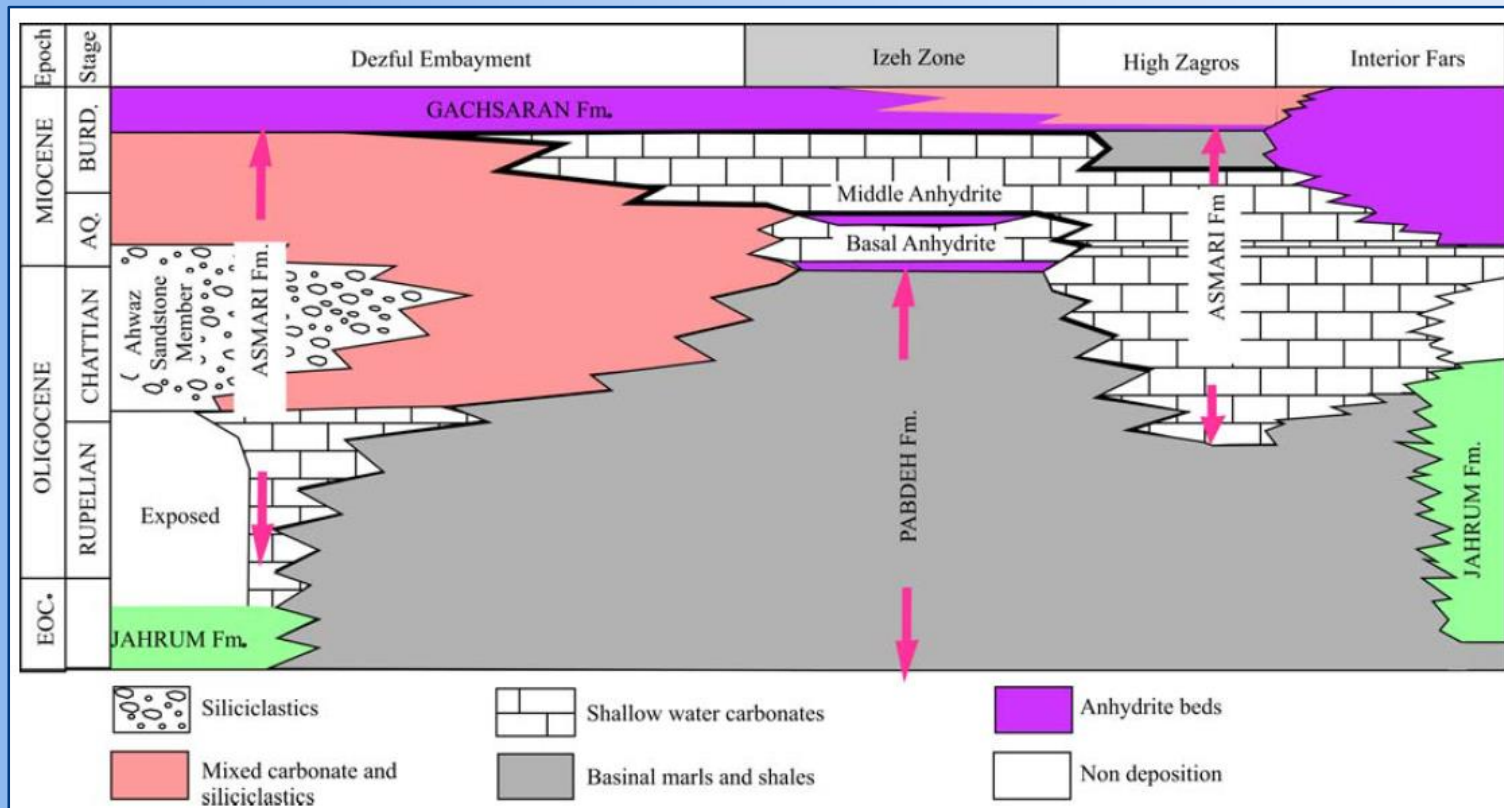 Epoch
Stage
Dezful Embayment
Izeh Zone
High Zagros
Interior Fars
MIOCENE
BURD.
AQ.
OLIGOCENE
CHATTIAN
RUPELIAN
EOC.
GACHSARAN Fm.
Middle Anhydrite
Basal Anhydrite
( Ahwaz
Sandstone
Member
ASMARI Fm.
ASMARI Fm
PABDEH Fm.
Exposed
JAHRUM Fm.
JAHRUM Fm.
Siliciclastics
Shallow water carbonates
Anhydrite beds
Mixed carbonate and
siliciclastics
Basinal marls and shales
Non deposition